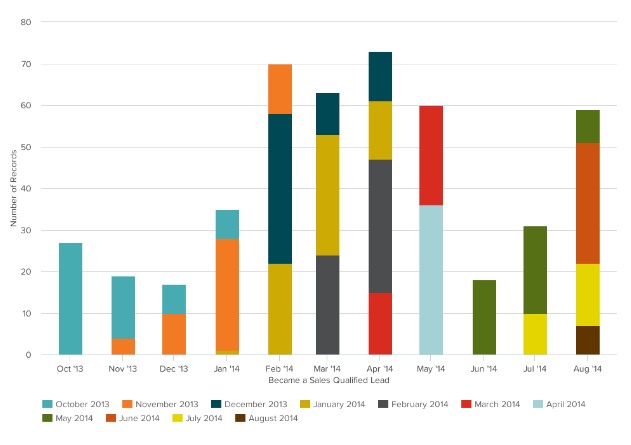 80
70
60
50
40
30
20
10
0
Number of Records
Oct '13 Nov '13 Dec '13 Jan '14 Feb '14 Mar '14 Apr '14 May '14 Jun '14 Jul '14 Aug '14
Became a Sales Qualified Lead
October 2013 November 2013 December 2013 January 2014 February 2014 March 2014 April 2014
May 2014 June 2014 July 2014 August 2014